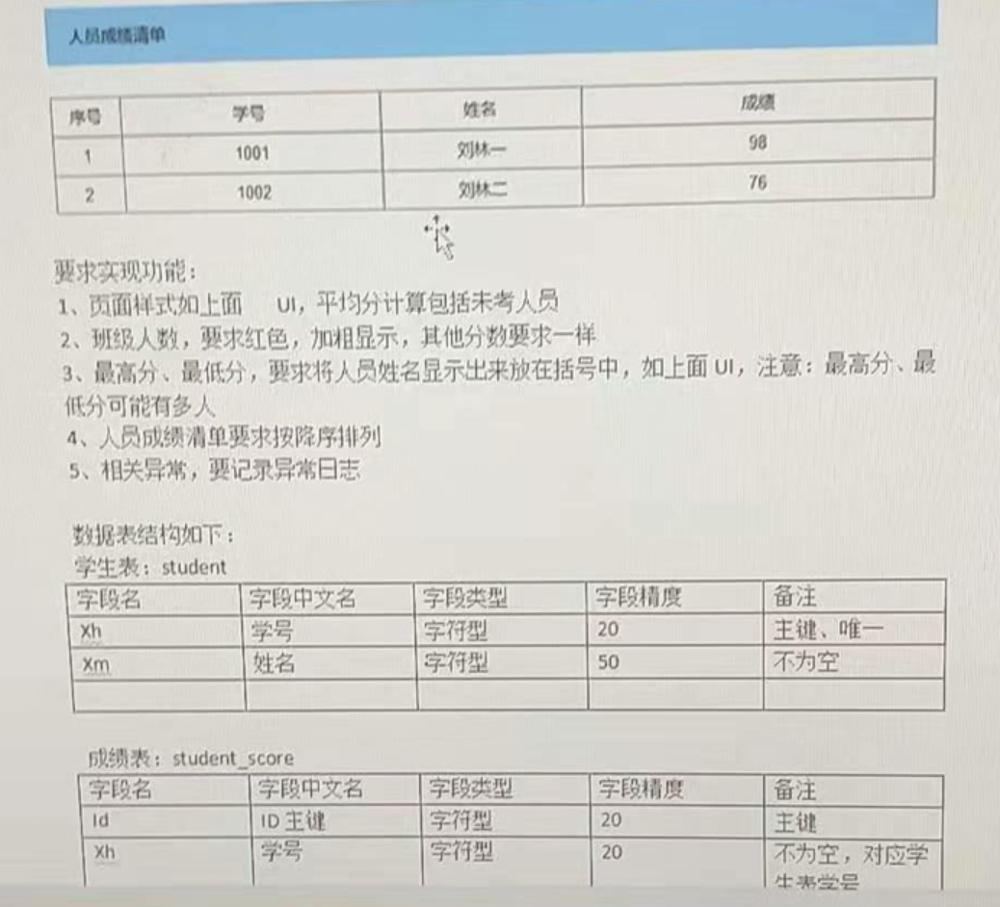 人员成绩清单
序号 学号 姓名 成绩
1 1001 刘林一 98
2 1002 刘林二 76
要求实现功能：
1、页面样式如上面 UI，平均分计算包括未考人员
2、班级人数，要求红色，加粗显示，其他分数要求一样
3、最高分、最低分，要求将人员姓名显示出来放在括号中，如上面 UI，注意：最高分、最
低分可能有多人
4、人员成绩清单要求按降序排列
5、相关异常，要记录异常日志
数据表结构如下：
学生表：student
字段名 字段中文名 字段类型 字段精度 备注
Xh 学号 字符型 20 主键、唯一
Xm 姓名 字符型 50 不为空
成绩表：student_score
字段名 字段中文名 字段类型 字段精度 备注
Id ID 主键 字符型 20 主键
Xh 学号 字符型 20 不为空，对应学
生表学号